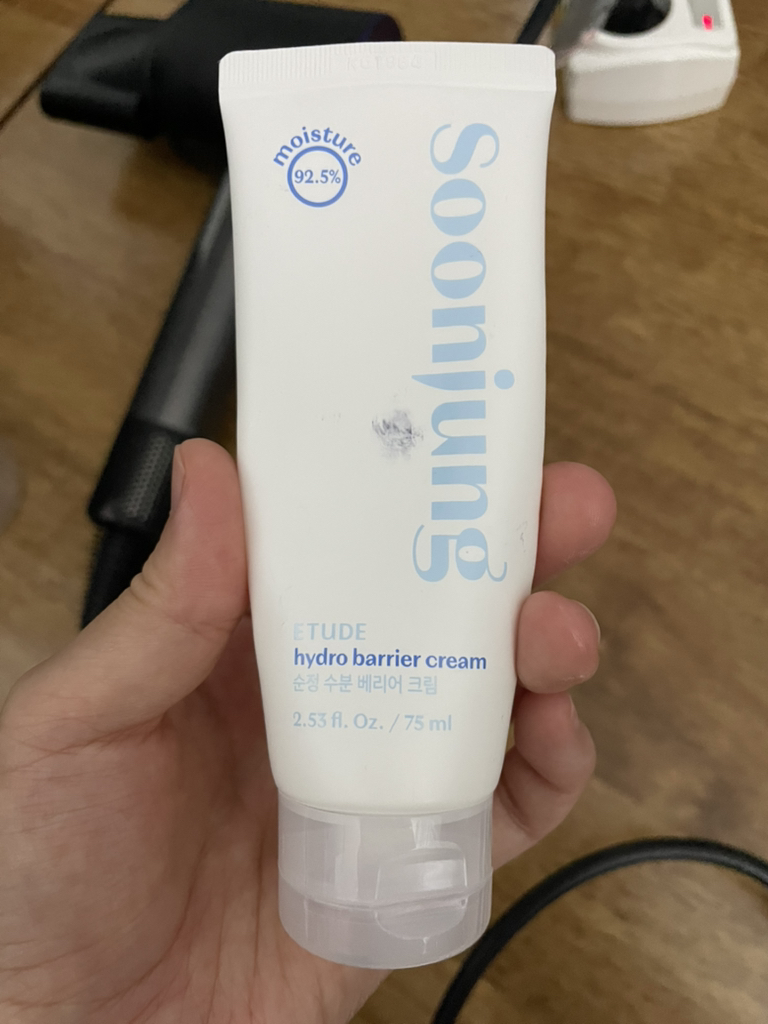 moisture
92.5%
soonjung
ETUDE
hydro barrier cream
순정 수분 베리어 크림
2.53 fl. Oz. / 75 ml